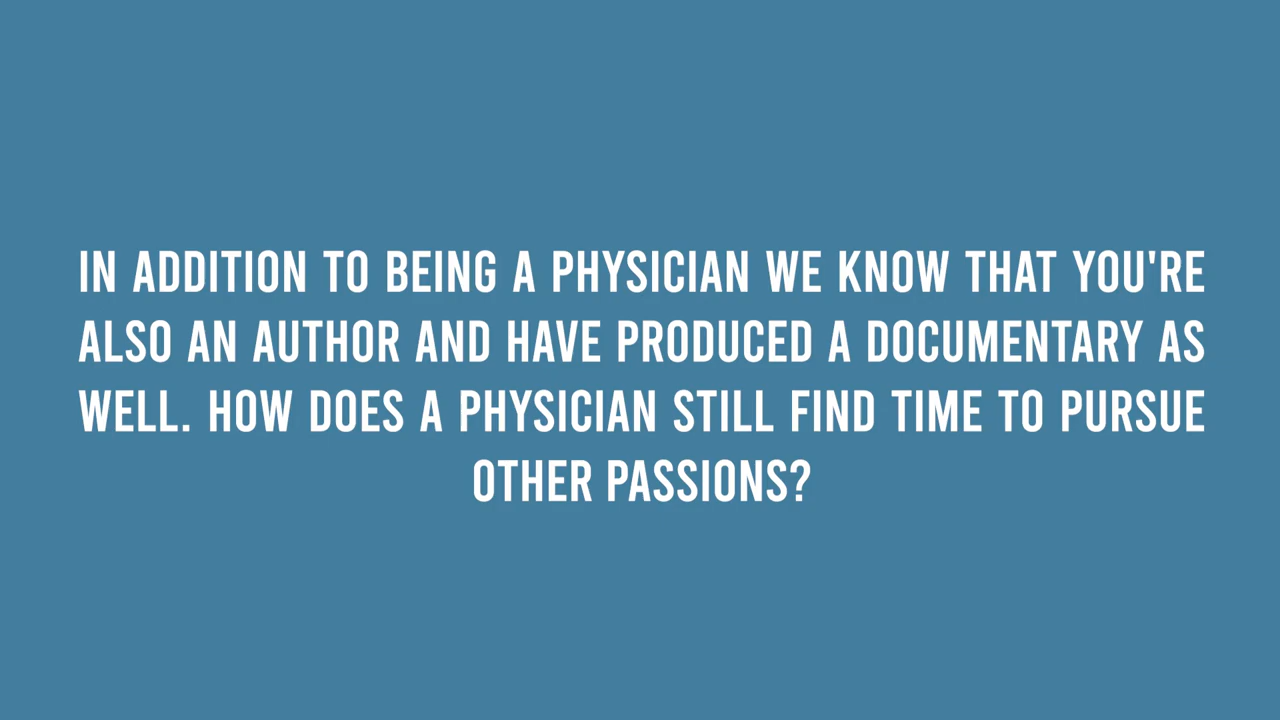 IN ADDITION TO BEING A PHYSICIAN WE KNOW THAT YOU'RE
ALSO AN AUTHOR AND HAVE PRODUCED A DOCUMENTARY AS
WELL. HOW DOES A PHYSICIAN STILL FIND TIME TO PURSUE
OTHER PASSIONS?